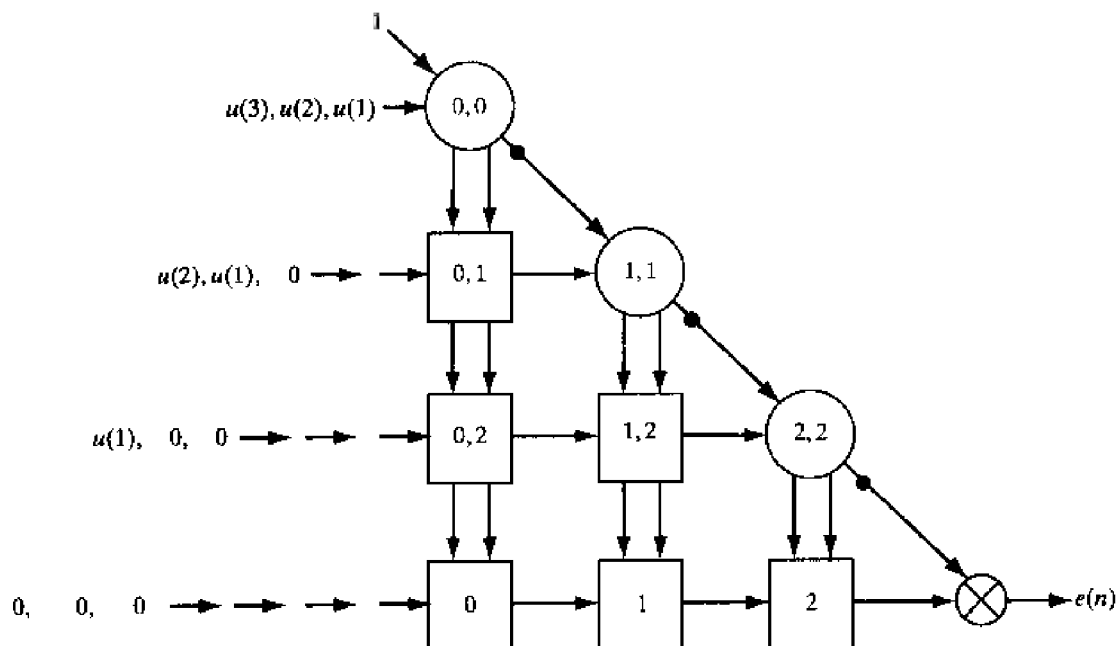 1
u(3), u(2), u(1) 0,0
u(2), u(1), 0 0,1 1,1
u(1), 0, 0 0,2 1,2 2,2
0, 0, 0 0 1 2 e(n)